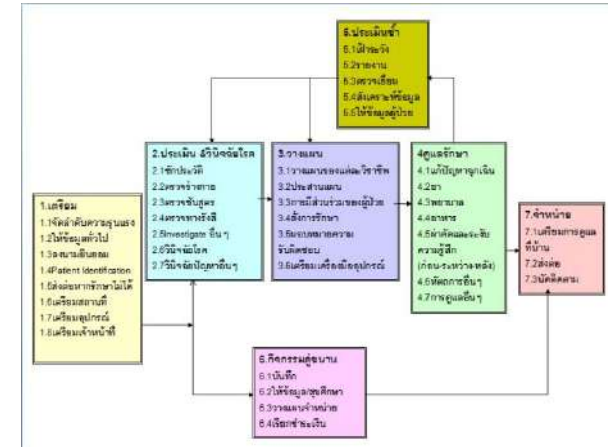 1.เตรียม
1.1จัดลำดับความรุนแรง
1.2ให้ข้อมูลทั่วไป
1.3ลงนามยินยอม
1.4Patient Identification
1.5ส่งต่อหากรักษาไม่ได้
1.6เตรียมสถานที่
1.7เตรียมอุปกรณ์
1.8เตรียมเจ้าหน้าที่
2.ประเมิน &วินิจฉัยโรค
2.1ซักประวัติ
2.2ตรวจร่างกาย
2.3ตรวจชันสูตร
2.4ตรวจทางรังสี
2.5Investigate อื่นๆ
2.6วินิจฉัยโรค
2.7วินิจฉัยปัญหาอื่นๆ
3.วางแผน
3.1วางแผนของแต่ละวิชาชีพ
3.2ประสานแผน
3.3การมีส่วนร่วมของผู้ป่วย
3.4สั่งการรักษา
3.5มอบหมายความ
รับผิดชอบ
3.6เตรียมเครื่องมืออุปกรณ์
4ดูแลรักษา
4.1แก้ปัญหาฉุกเฉิน
4.2ยา
4.3พยาบาล
4.4อาหาร
4.5ผ่าตัดและระงับ
ความรู้สึก
(ก่อน-ระหว่าง-หลัง)
4.6หัตถการอื่นๆ
4.7การดูแลอื่นๆ
5.ประเมินซ้ำ
5.1เฝ้าระวัง
5.2รายงาน
5.3ตรวจเยี่ยม
5.4สังเคราะห์ข้อมูล
5.5ให้ข้อมูลผู้ป่วย
6.กิจกรรมคู่ขนาน
6.1บันทึก
6.2ให้ข้อมูล/สุขศึกษา
6.3วางแผนจำหน่าย
6.4เรียกชำระเงิน
7.จำหน่าย
7.1เตรียมการดูแล
ที่บ้าน
7.2ส่งต่อ
7.3นัดติดตาม